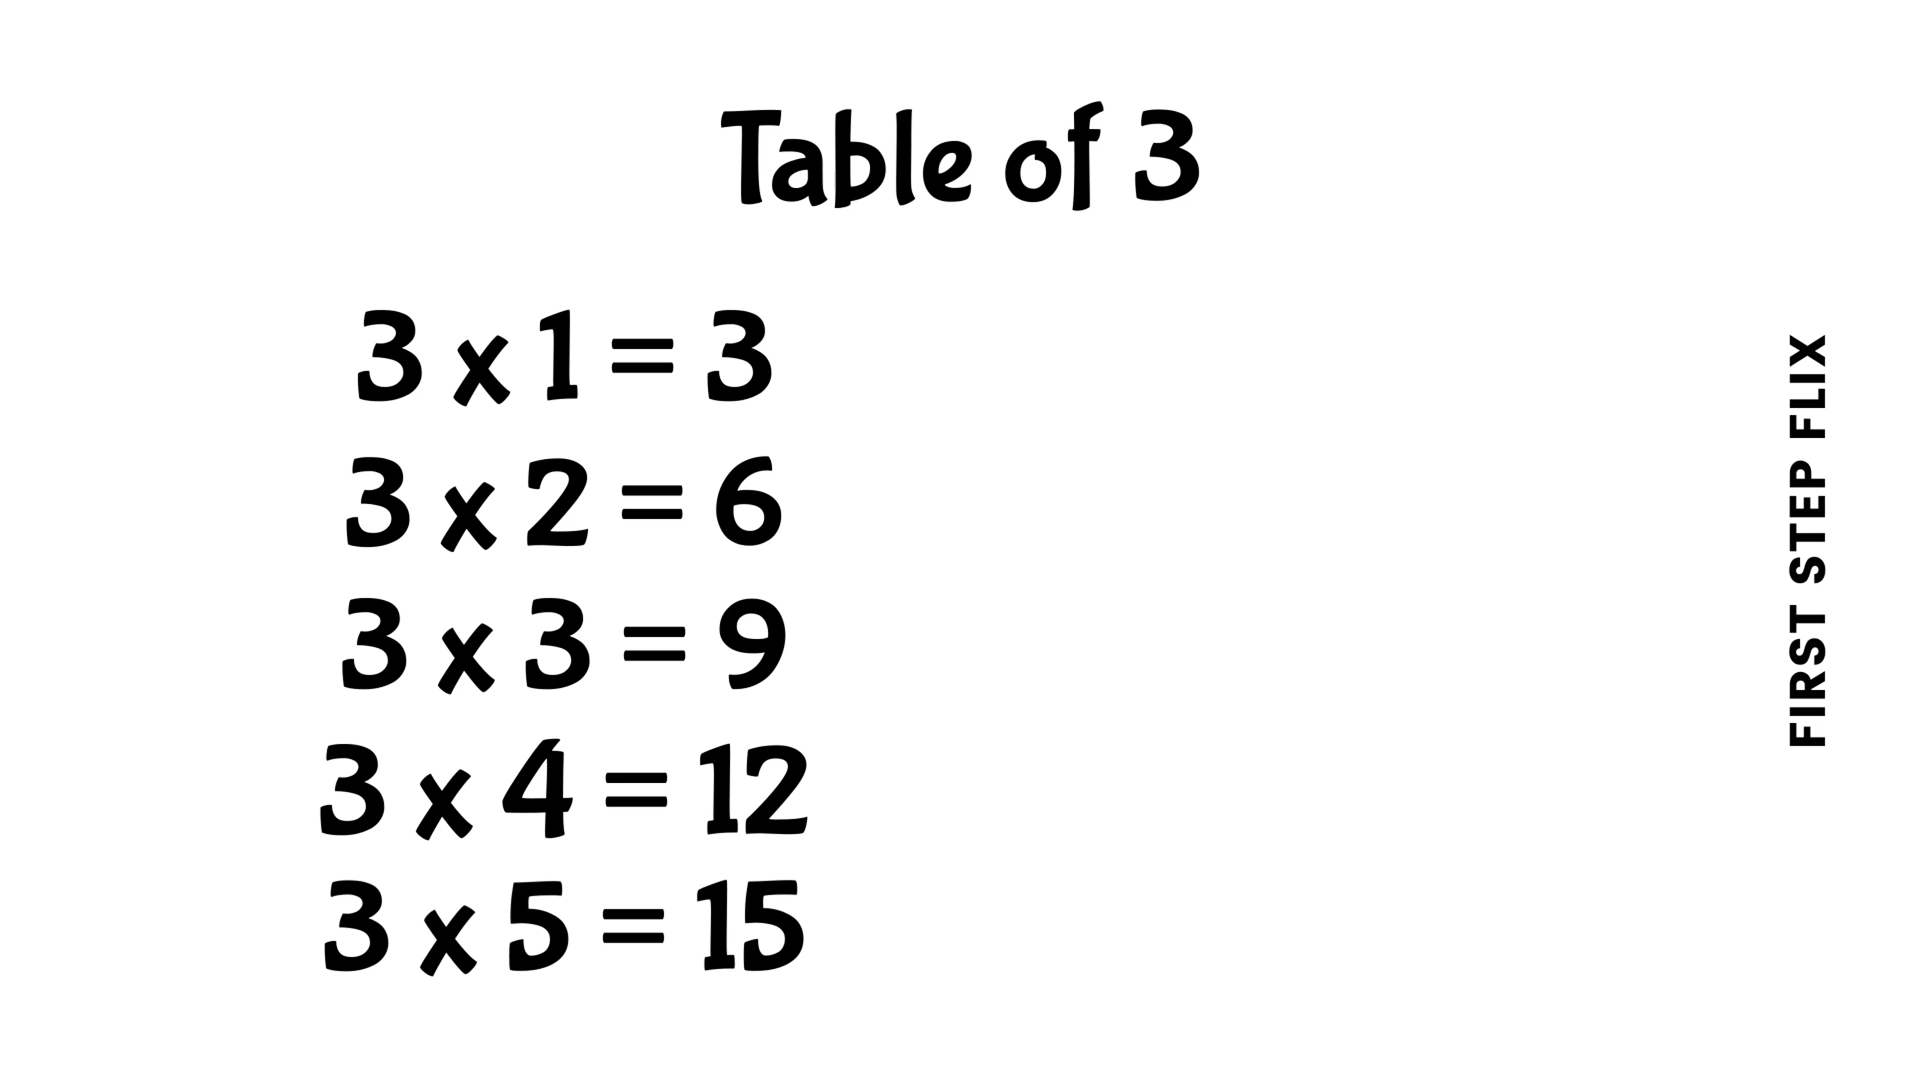 Table of 3
3 x 1 = 3
3 x 2 = 6
3 x 3 = 9
3 x 4 = 12
3 x 5 = 15
FIRST STEP FLIX